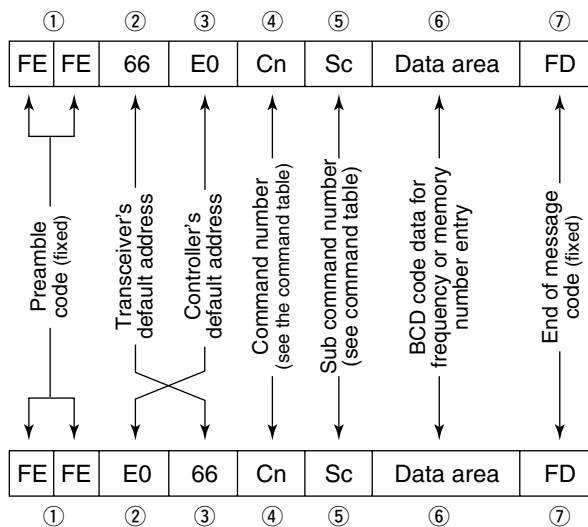 ① ② ③ ④ ⑤ ⑥ ⑦
FE FE 66 E0 Cn Sc Data area FD
Preamble
code (fixed)
Transceiver's
default address
Controller's
default address
Command number
(see the command table)
Sub command number
(see command table)
BCD code data for
frequency or memory
number entry
End of message
code (fixed)
FE FE E0 66 Cn Sc Data area FD
① ② ③ ④ ⑤ ⑥ ⑦